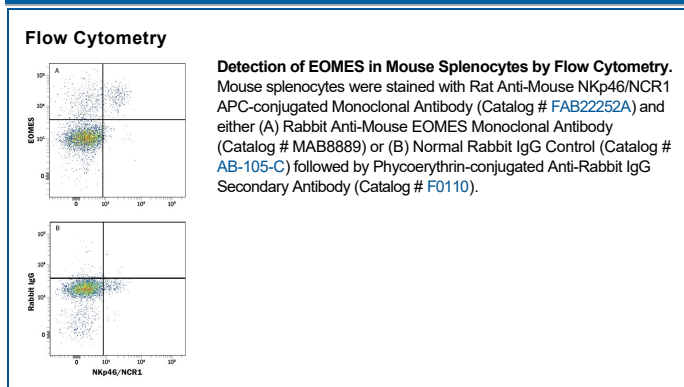 Flow Cytometry
Detection of EOMES in Mouse Splenocytes by Flow Cytometry.
Mouse splenocytes were stained with Rat Anti-Mouse NKp46/NCR1
APC-conjugated Monoclonal Antibody (Catalog # FAB22252A) and
either (A) Rabbit Anti-Mouse EOMES Monoclonal Antibody
(Catalog # MAB8889) or (B) Normal Rabbit IgG Control (Catalog #
AB-105-C) followed by Phycoerythrin-conjugated Anti-Rabbit IgG
Secondary Antibody (Catalog # F0110).
A
EOMES
B
Rabbit IgG
NKp46/NCR1